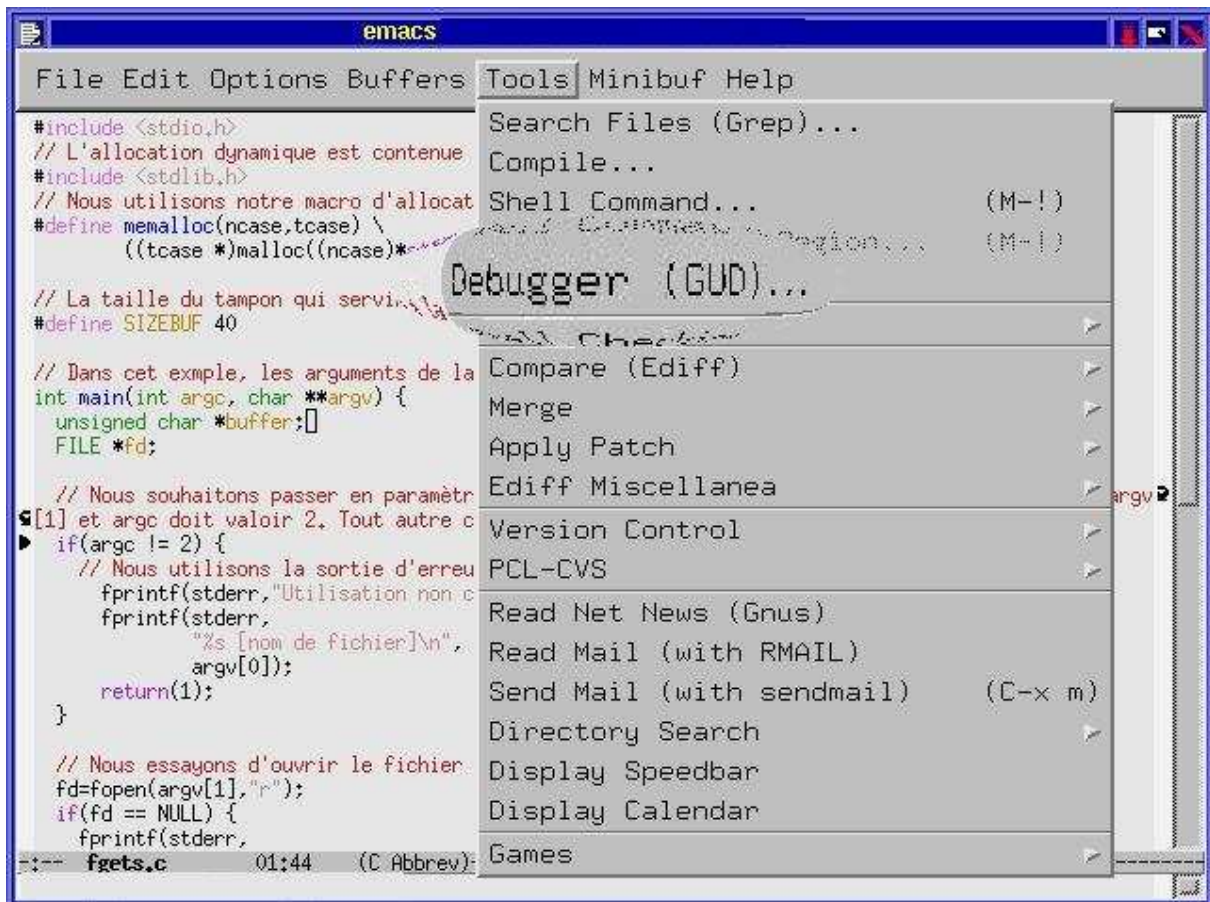 emacs
File Edit Options Buffers Tools Minibuf Help
#include <stdio.h>
// L'allocation dynamique est contenue
#include <stdlib.h>
// Nous utilisons notre macro d'allocat
#define memalloc(ncase,tcase) \
((tcase *)malloc((ncase)*
// La taille du tampon qui servi
#define SIZEBUF 40
// Dans cet exmple, les arguments de la
int main(int argc, char **argv) {
unsigned char *buffer;
FILE *fd;
// Nous souhaitons passer en paramètr
argv
[1] et argc doit valoir 2. Tout autre c
if(argc != 2) {
// Nous utilisons la sortie d'erreu
fprintf(stderr,"Utilisation non c
fprintf(stderr,
"%s [nom de fichier]\n",
argv[0]);
return(1);
}
// Nous essayons d'ouvrir le fichier
fd=fopen(argv[1],"r");
if(fd == NULL) {
fprintf(stderr,
-:-- fgets.c 01:44 (C Abbrev)
Search Files (Grep)...
Compile...
Shell Command... (M-!)
Region... (M-|)
Debugger (GUD)...
Compare (Ediff)
Merge
Apply Patch
Ediff Miscellanea
Version Control
PCL-CVS
Read Net News (Gnus)
Read Mail (with RMAIL)
Send Mail (with sendmail) (C-x m)
Directory Search
Display Speedbar
Display Calendar
Games